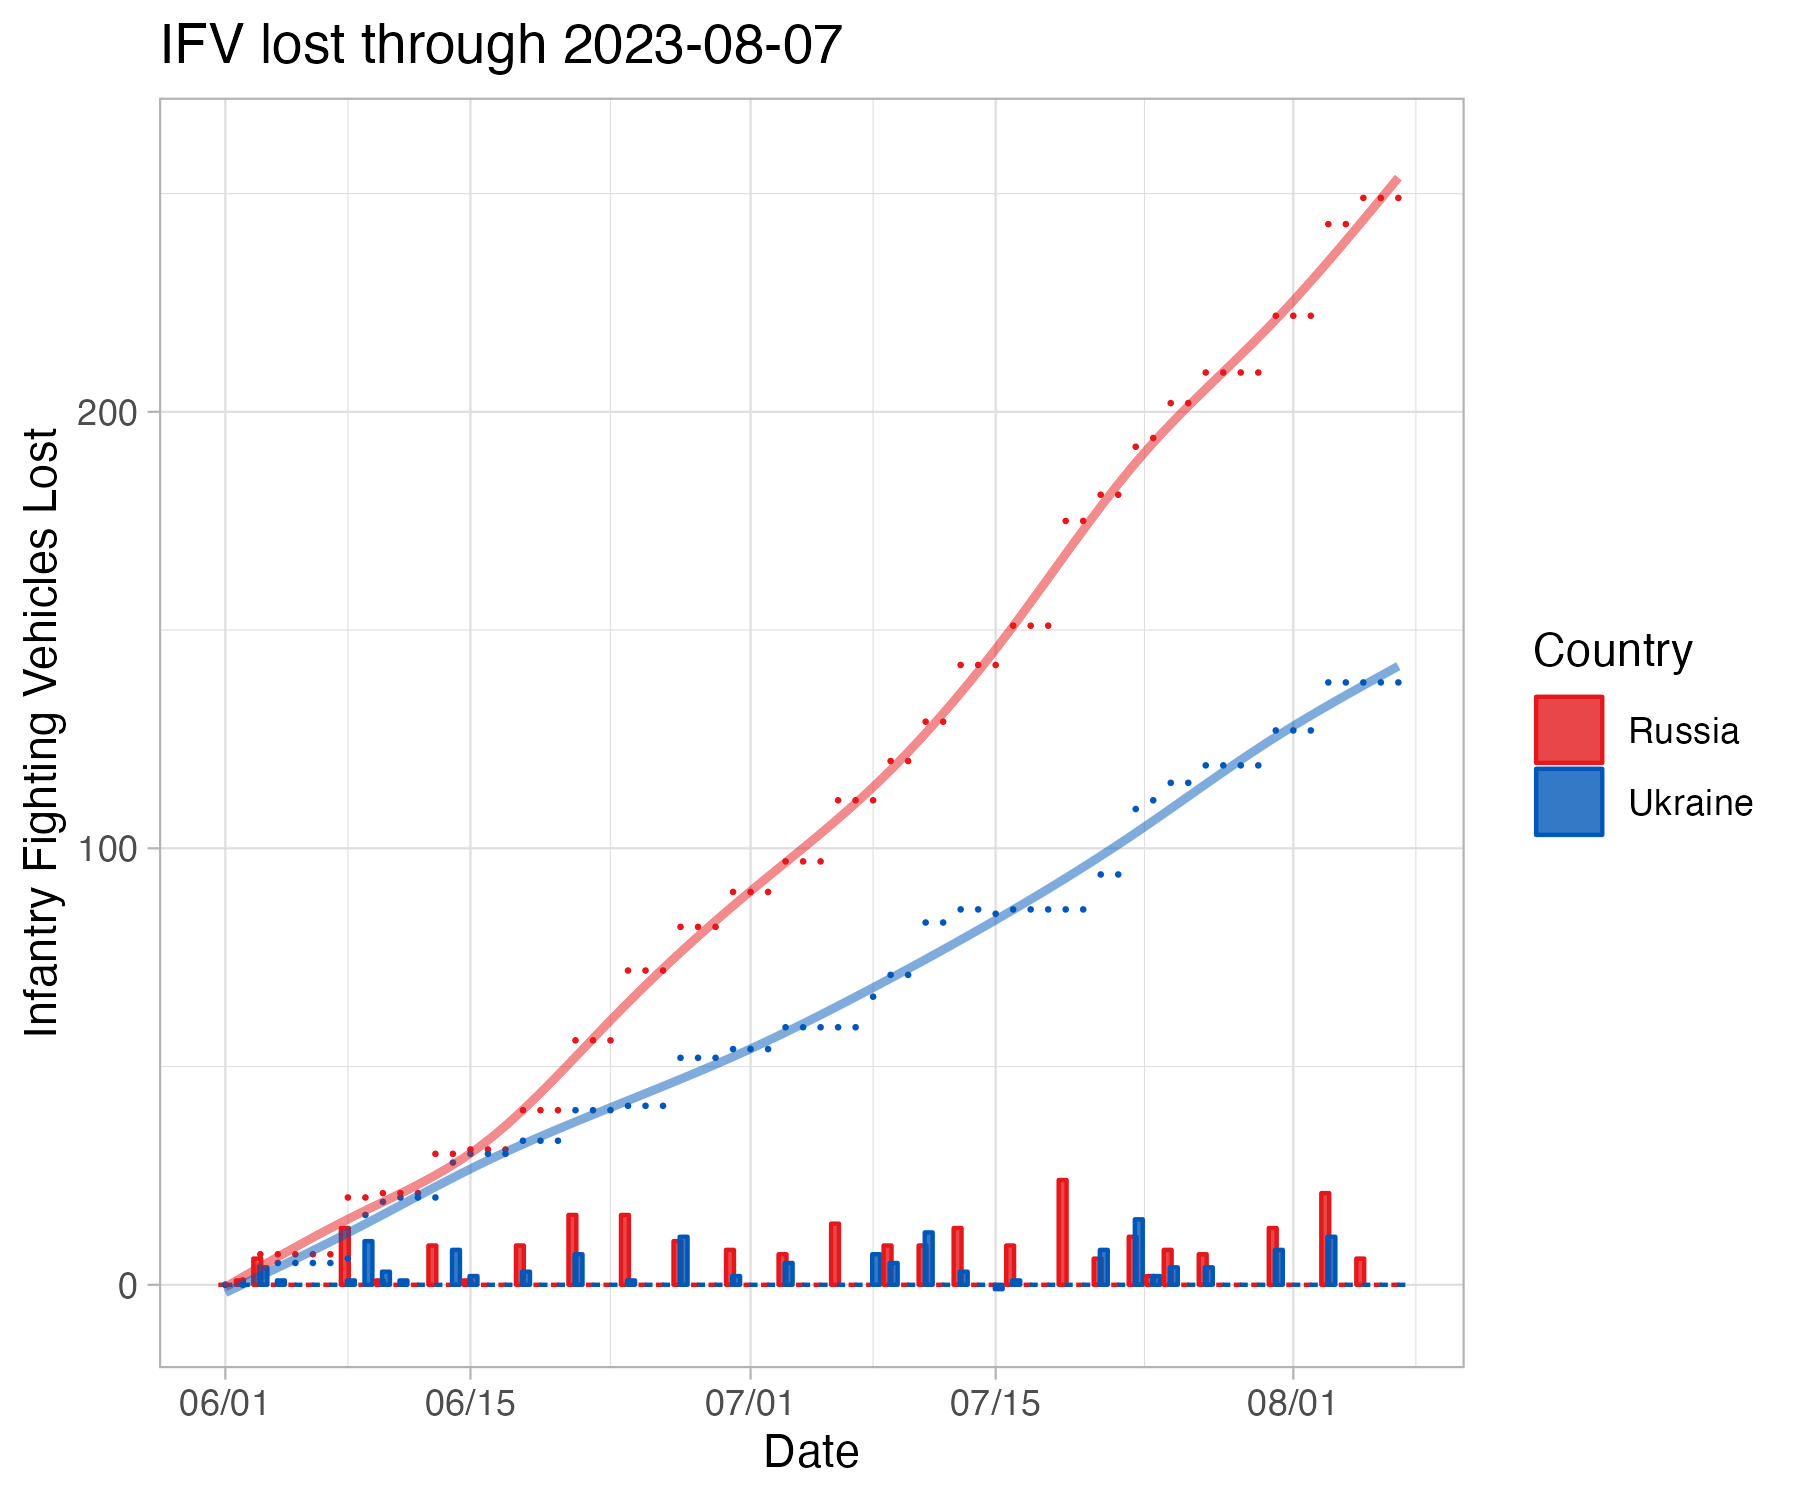 IFV lost through 2023-08-07
Infantry Fighting Vehicles Lost
200
100
0
06/01
06/15
07/01
07/15
08/01
Date
Country
Russia
Ukraine